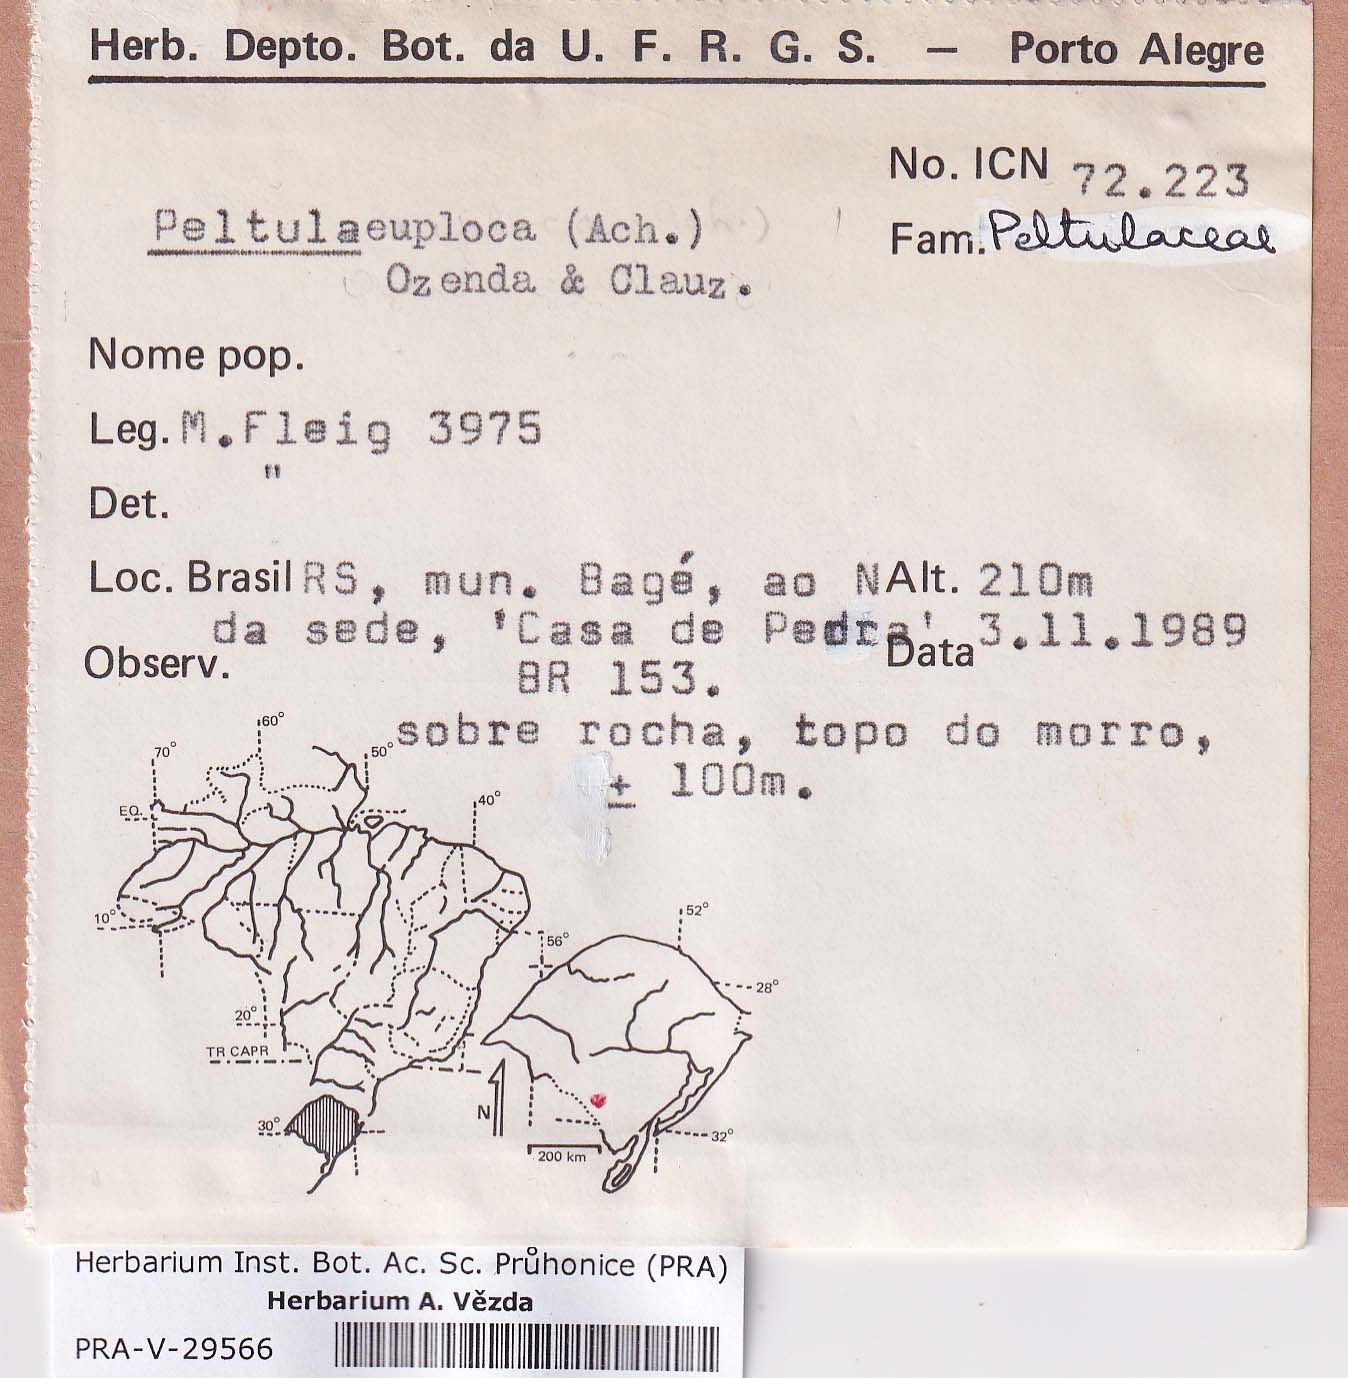 Herb. Depto. Bot. da U. F. R. G. S. — Porto Alegre
No. ICN 72.223
Peltula euploca (Ach.)
Fam. Peltulaceae
Ozenda & Clauz.
Nome pop.
Leg. M.Fleig 3975
"
Det.
Loc. Brasil RS, mun. Bagé, ao N Alt. 210m
da sede, 'Casa de Pedra' 3.11.1989
Observ. Data
BR 153.
sobre rocha, topo do morro,
± 100m.
60°
70°
50°
EQ.
40°
10°
52°
56°
28°
20°
TR CAPR
N
30°
32°
200 km
Herbarium Inst. Bot. Ac. Sc. Průhonice (PRA)
Herbarium A. Vězda
PRA-V-29566